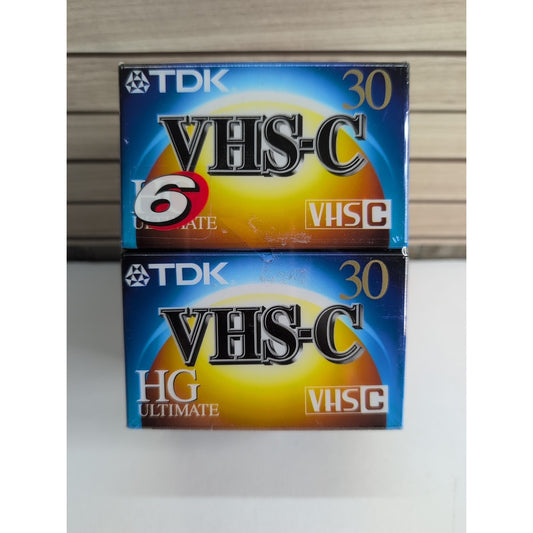 TDK 30
VHS-C
6
ULTIMATE
VHS C
TDK 30
VHS-C
HG
ULTIMATE
VHS C